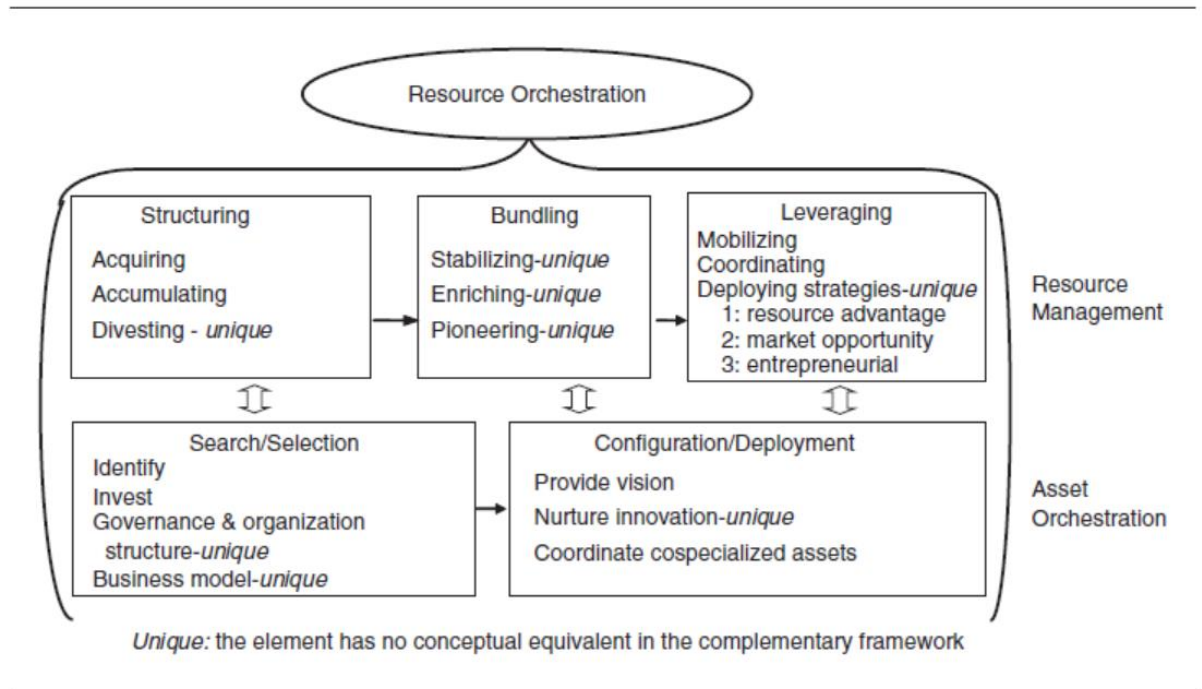 Resource Orchestration
Structuring
Acquiring
Accumulating
Divesting - unique
Bundling
Stabilizing-unique
Enriching-unique
Pioneering-unique
Leveraging
Mobilizing
Coordinating
Deploying strategies-unique
1: resource advantage
2: market opportunity
3: entrepreneurial
Resource
Management
Search/Selection
Identify
Invest
Governance & organization
structure-unique
Business model-unique
Configuration/Deployment
Provide vision
Nurture innovation-unique
Coordinate cospecialized assets
Asset
Orchestration
Unique: the element has no conceptual equivalent in the complementary framework